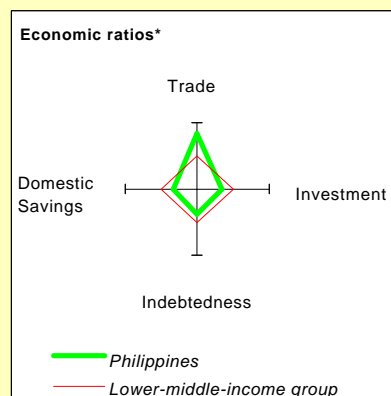 Economic ratios*
Trade
Domestic
Savings
Investment
Indebtedness
Philippines
Lower-middle-income group